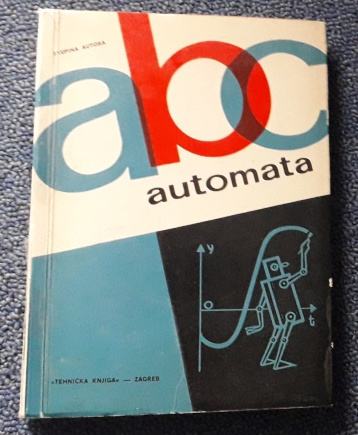 SKUPINA AUTORA
abc
automata
y
o
t
»TEHNIČKA KNJIGA« — ZAGREB